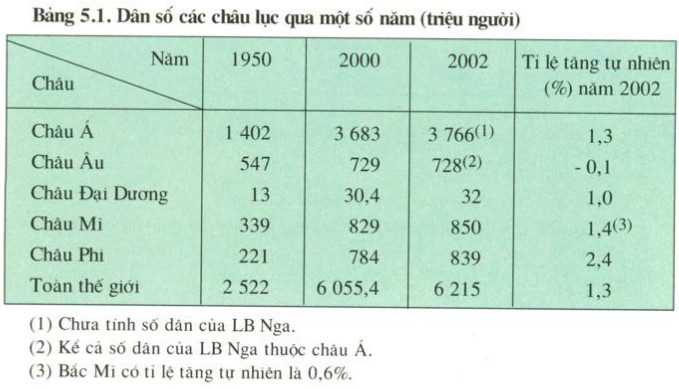 Bảng 5.1. Dân số các châu lục qua một số năm (triệu người)
Năm 1950 2000 2002 Tỉ lệ tăng tự nhiên
Châu (%) năm 2002
Châu Á 1 402 3 683 3 766(1) 1,3
Châu Âu 547 729 728(2) - 0,1
Châu Đại Dương 13 30,4 32 1,0
Châu Mĩ 339 829 850 1,4(3)
Châu Phi 221 784 839 2,4
Toàn thế giới 2 522 6 055,4 6 215 1,3
(1) Chưa tính số dân của LB Nga.
(2) Kể cả số dân của LB Nga thuộc châu Á.
(3) Bắc Mĩ có tỉ lệ tăng tự nhiên là 0,6%.